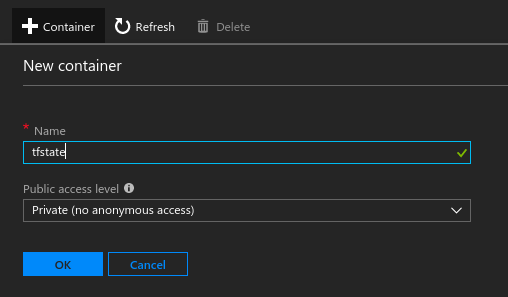 Container Refresh Delete
New container
* Name
tfstate
Public access level
Private (no anonymous access)
OK Cancel